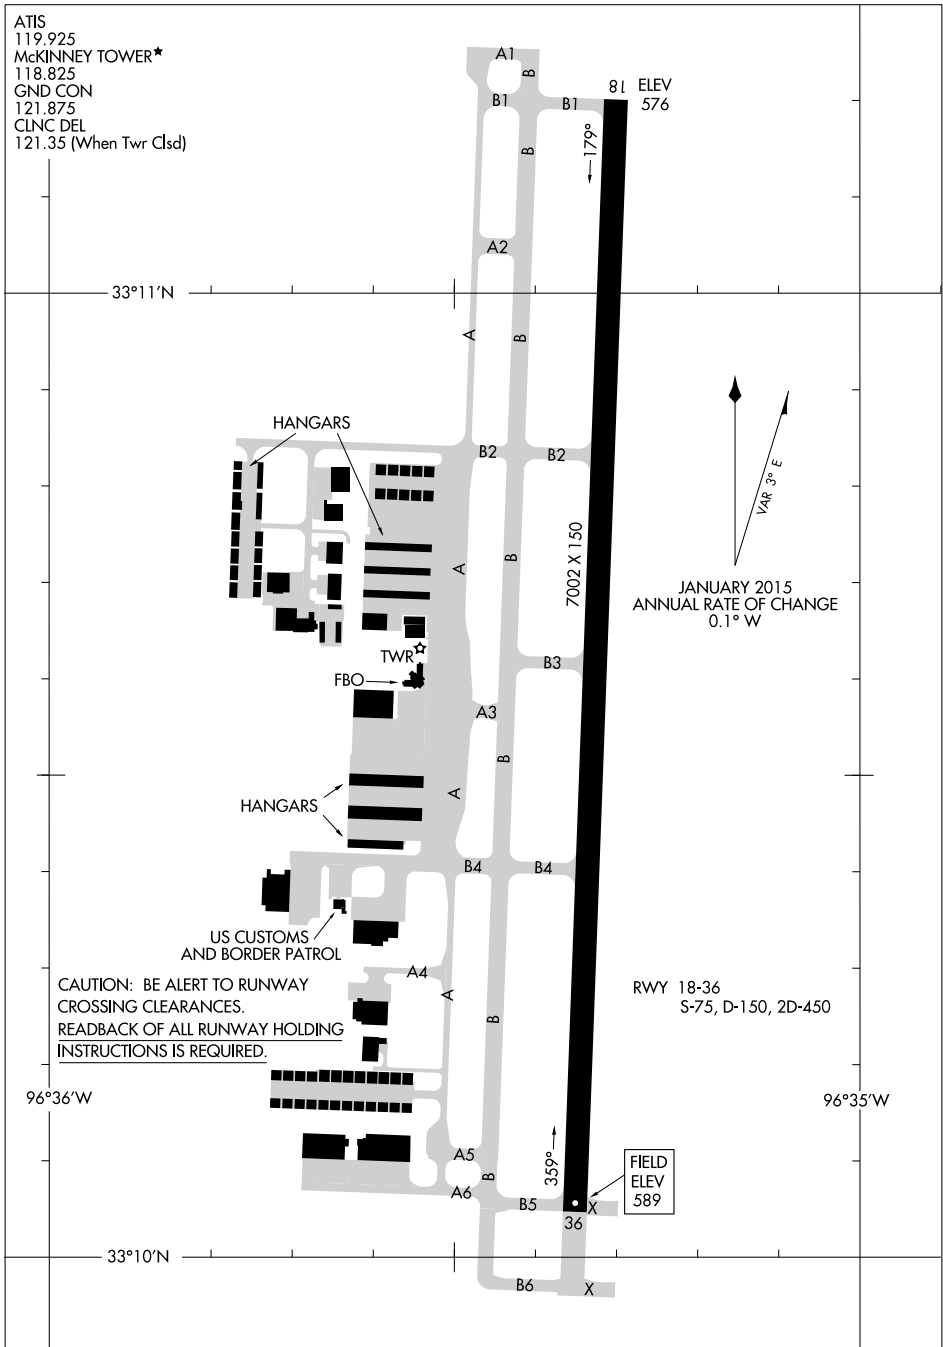 ATIS
119.925
McKINNEY TOWER★
118.825
GND CON
121.875
CLNC DEL
121.35 (When Twr Clsd)
A1
B
18
ELEV
576
B1
B1
179°
B
A2
33°11'N
A
B
HANGARS
B2
B2
VAR 3° E
7002 X 150
B
A
JANUARY 2015
ANNUAL RATE OF CHANGE
0.1° W
TWR
B3
FBO
A3
B
A
HANGARS
B4
B4
US CUSTOMS
AND BORDER PATROL
A4
CAUTION: BE ALERT TO RUNWAY
CROSSING CLEARANCES.
READBACK OF ALL RUNWAY HOLDING
INSTRUCTIONS IS REQUIRED.
A
B
RWY 18-36
S-75, D-150, 2D-450
96°36'W
96°35'W
359°
A5
B
A6
B5
X
FIELD
ELEV
589
36
33°10'N
B6
X